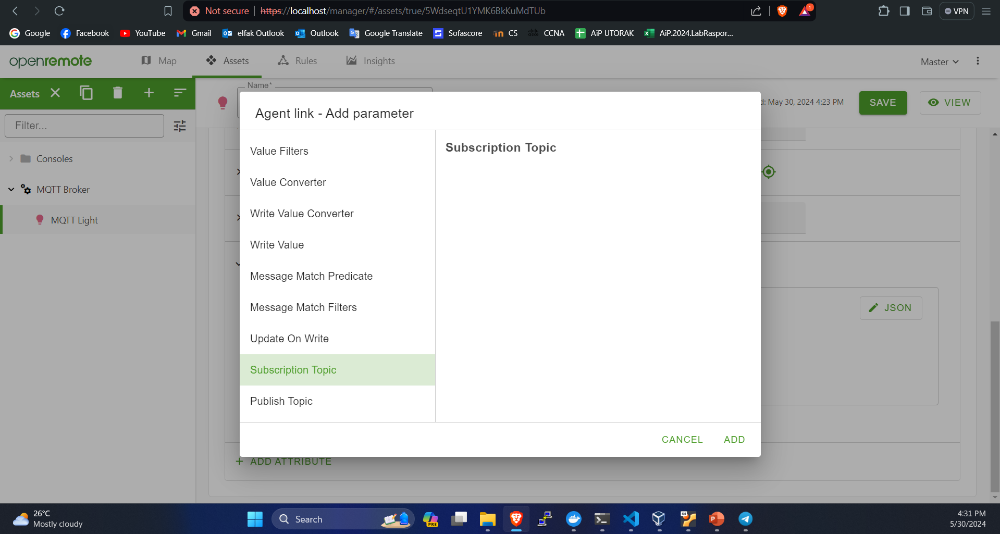 Not secure | https://localhost/manager/#/assets/true/5WdseqtU1YMK6BkKuMdTUb
1
VPN
Google
Facebook
YouTube
Gmail
elfak Outlook
Outlook
Google Translate
Sofascore
CS
CCNA
AiP UTORAK
AiP.2024.LabRaspor...
openremote
Map
Assets
Rules
Insights
Master
Assets
Name*
d: May 30, 2024 4:23 PM
SAVE
VIEW
Filter...
Consoles
MQTT Broker
MQTT Light
Agent link - Add parameter
Value Filters
Value Converter
Write Value Converter
Write Value
Message Match Predicate
Message Match Filters
Update On Write
Subscription Topic
Publish Topic
Subscription Topic
JSON
CANCEL
ADD
+ ADD ATTRIBUTE
26°C
Mostly cloudy
Search
PRE
64
P
4:31 PM
5/30/2024